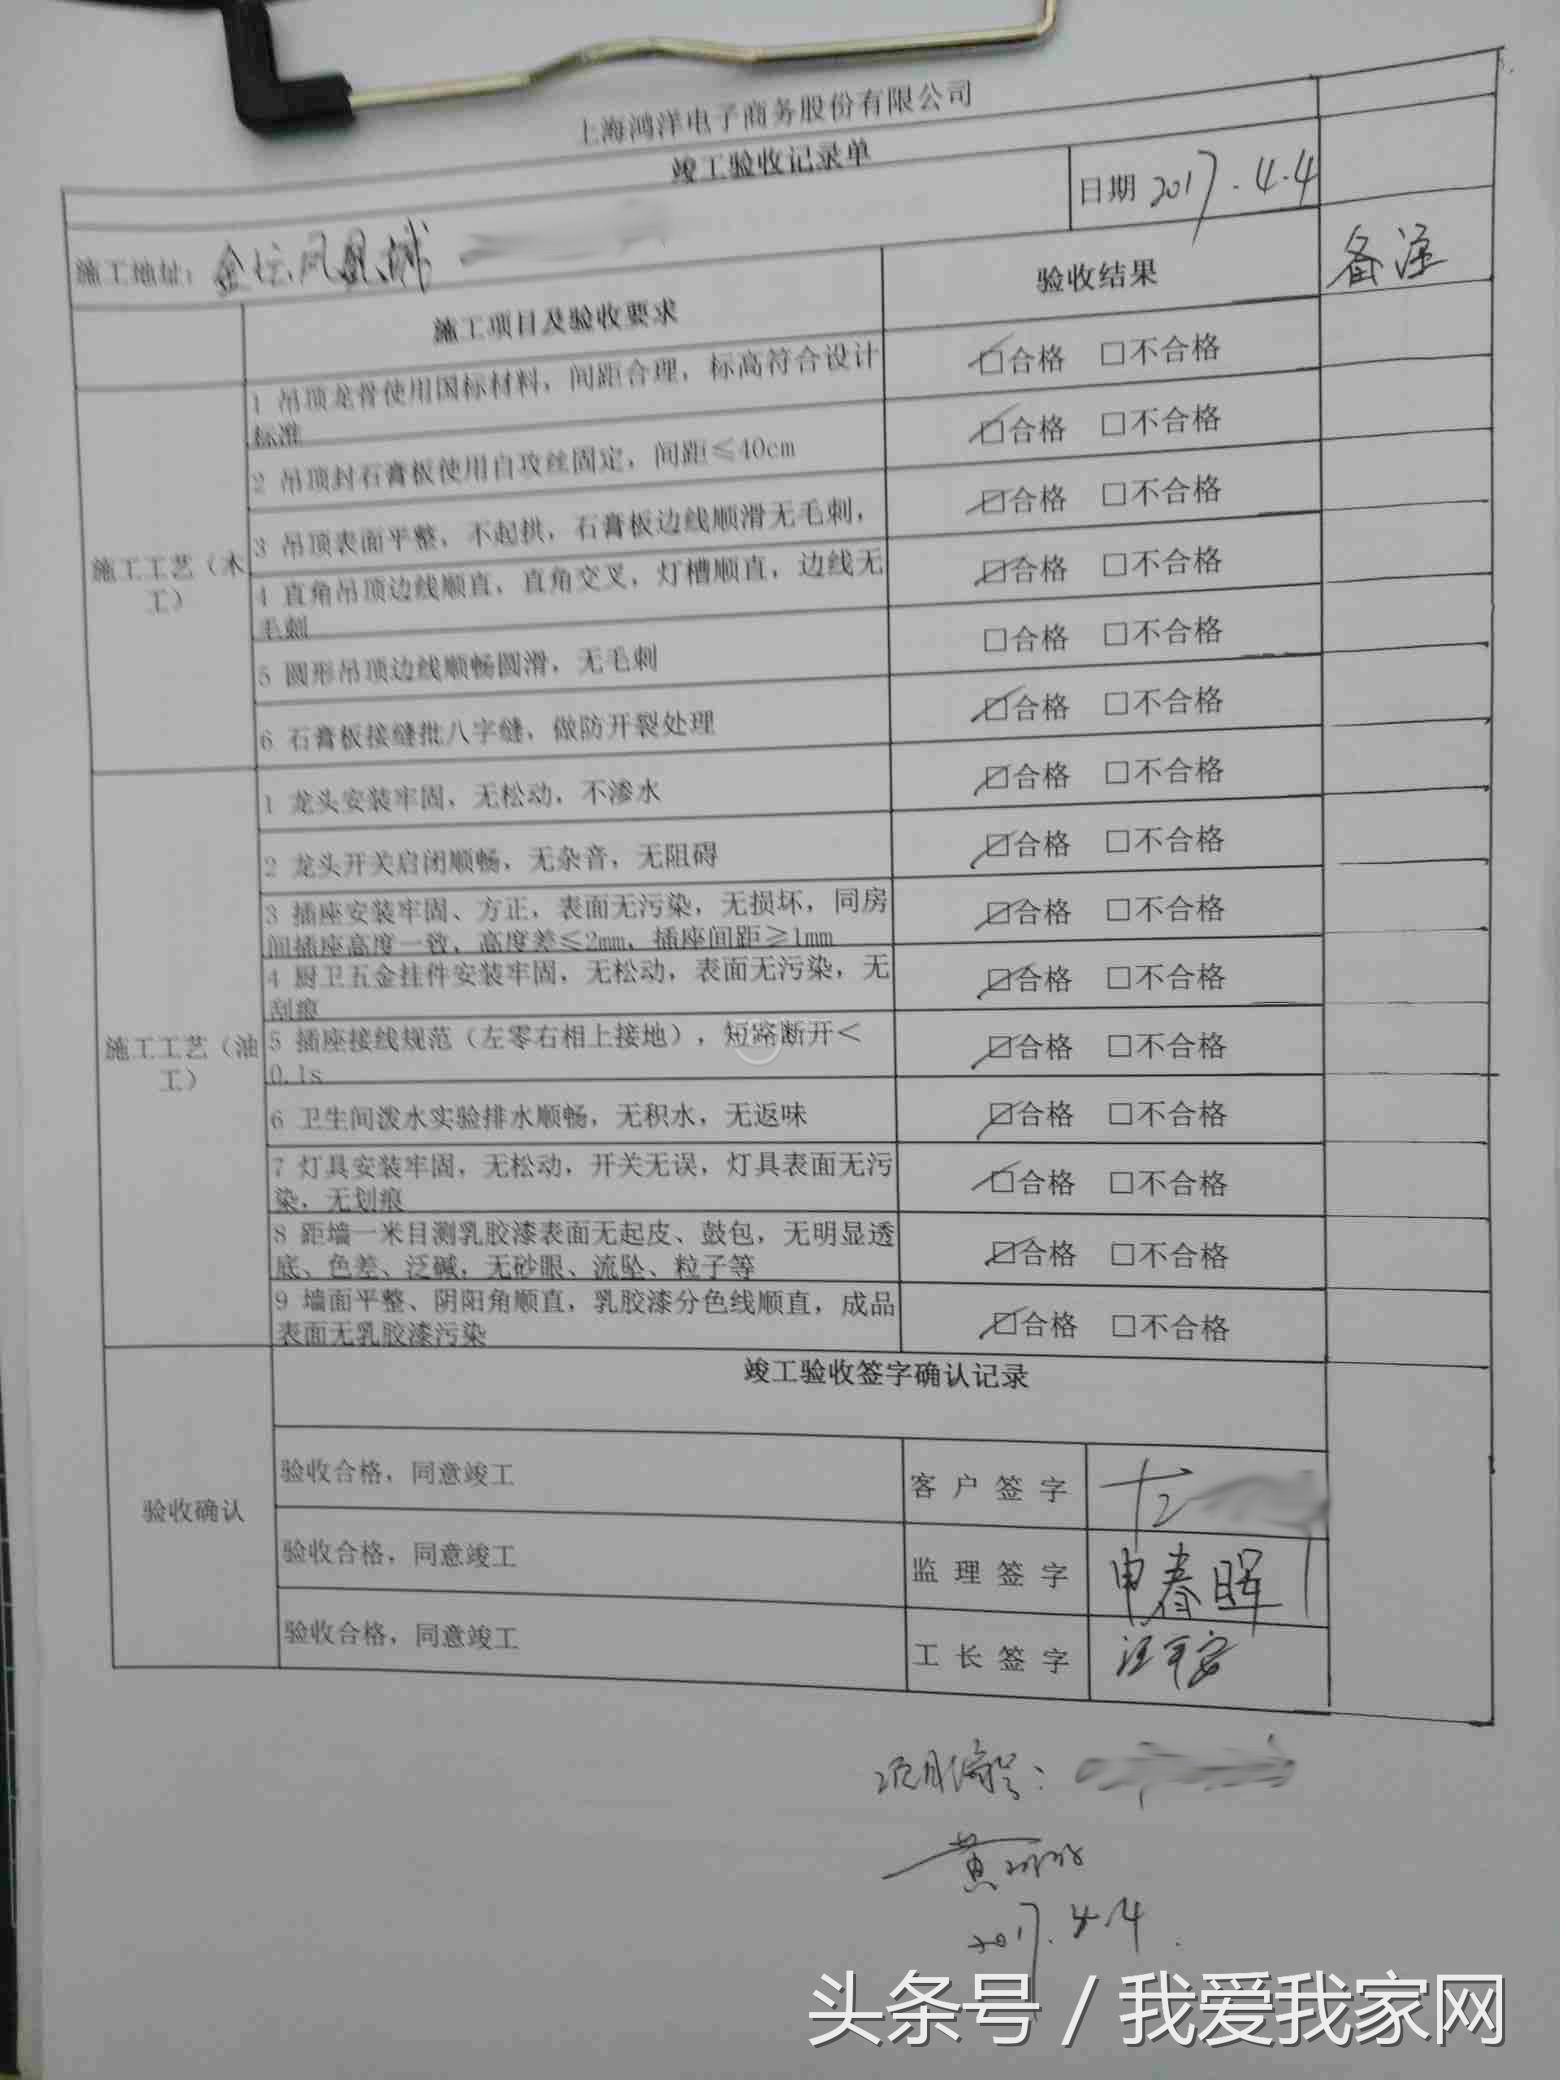 上海鸿洋电子商务股份有限公司
竣工验收记录单
施工地址：金坛凤凰城
日期 2017.4.4
施工项目及验收要求 验收结果 备注
施工工艺（木工）
1 吊顶龙骨使用国标材料，间距合理，标高符合设计
标准
☑合格 □不合格
2 吊顶封石膏板使用自攻丝固定，间距≤40cm
☑合格 □不合格
3 吊顶表面平整，不起拱，石膏板边线顺滑无毛刺，
☑合格 □不合格
4 直角吊顶边线顺直，直角交叉，灯槽顺直，边线无
毛刺
☑合格 □不合格
5 圆形吊顶边线顺畅圆滑，无毛刺
□合格 □不合格
6 石膏板接缝批八字缝，做防开裂处理
☑合格 □不合格
施工工艺（油工）
1 龙头安装牢固，无松动，不渗水
☑合格 □不合格
2 龙头开关启闭顺畅，无杂音，无阻碍
☑合格 □不合格
3 插座安装牢固、方正，表面无污染，无损坏，同房
间插座高度一致，高度差≤2mm，插座间距≥1mm
☑合格 □不合格
4 厨卫五金挂件安装牢固，无松动，表面无污染，无
刮痕
☑合格 □不合格
5 插座接线规范（左零右相上接地），短路断开<
0.1s
☑合格 □不合格
6 卫生间泼水实验排水顺畅，无积水，无返味
☑合格 □不合格
7 灯具安装牢固，无松动，开关无误，灯具表面无污
染，无划痕
☑合格 □不合格
8 距墙一米目测乳胶漆表面无起皮、鼓包，无明显透
底、色差、泛碱，无砂眼、流坠、粒子等
☑合格 □不合格
9 墙面平整、阴阳角顺直，乳胶漆分色线顺直，成品
表面无乳胶漆污染
☑合格 □不合格
验收确认
竣工验收签字确认记录
验收合格，同意竣工 客户签字
验收合格，同意竣工 监理签字 申春晖
验收合格，同意竣工 工长签字 汪平安
项目编号：
黄
2017.4.4
头条号 / 我爱我家网